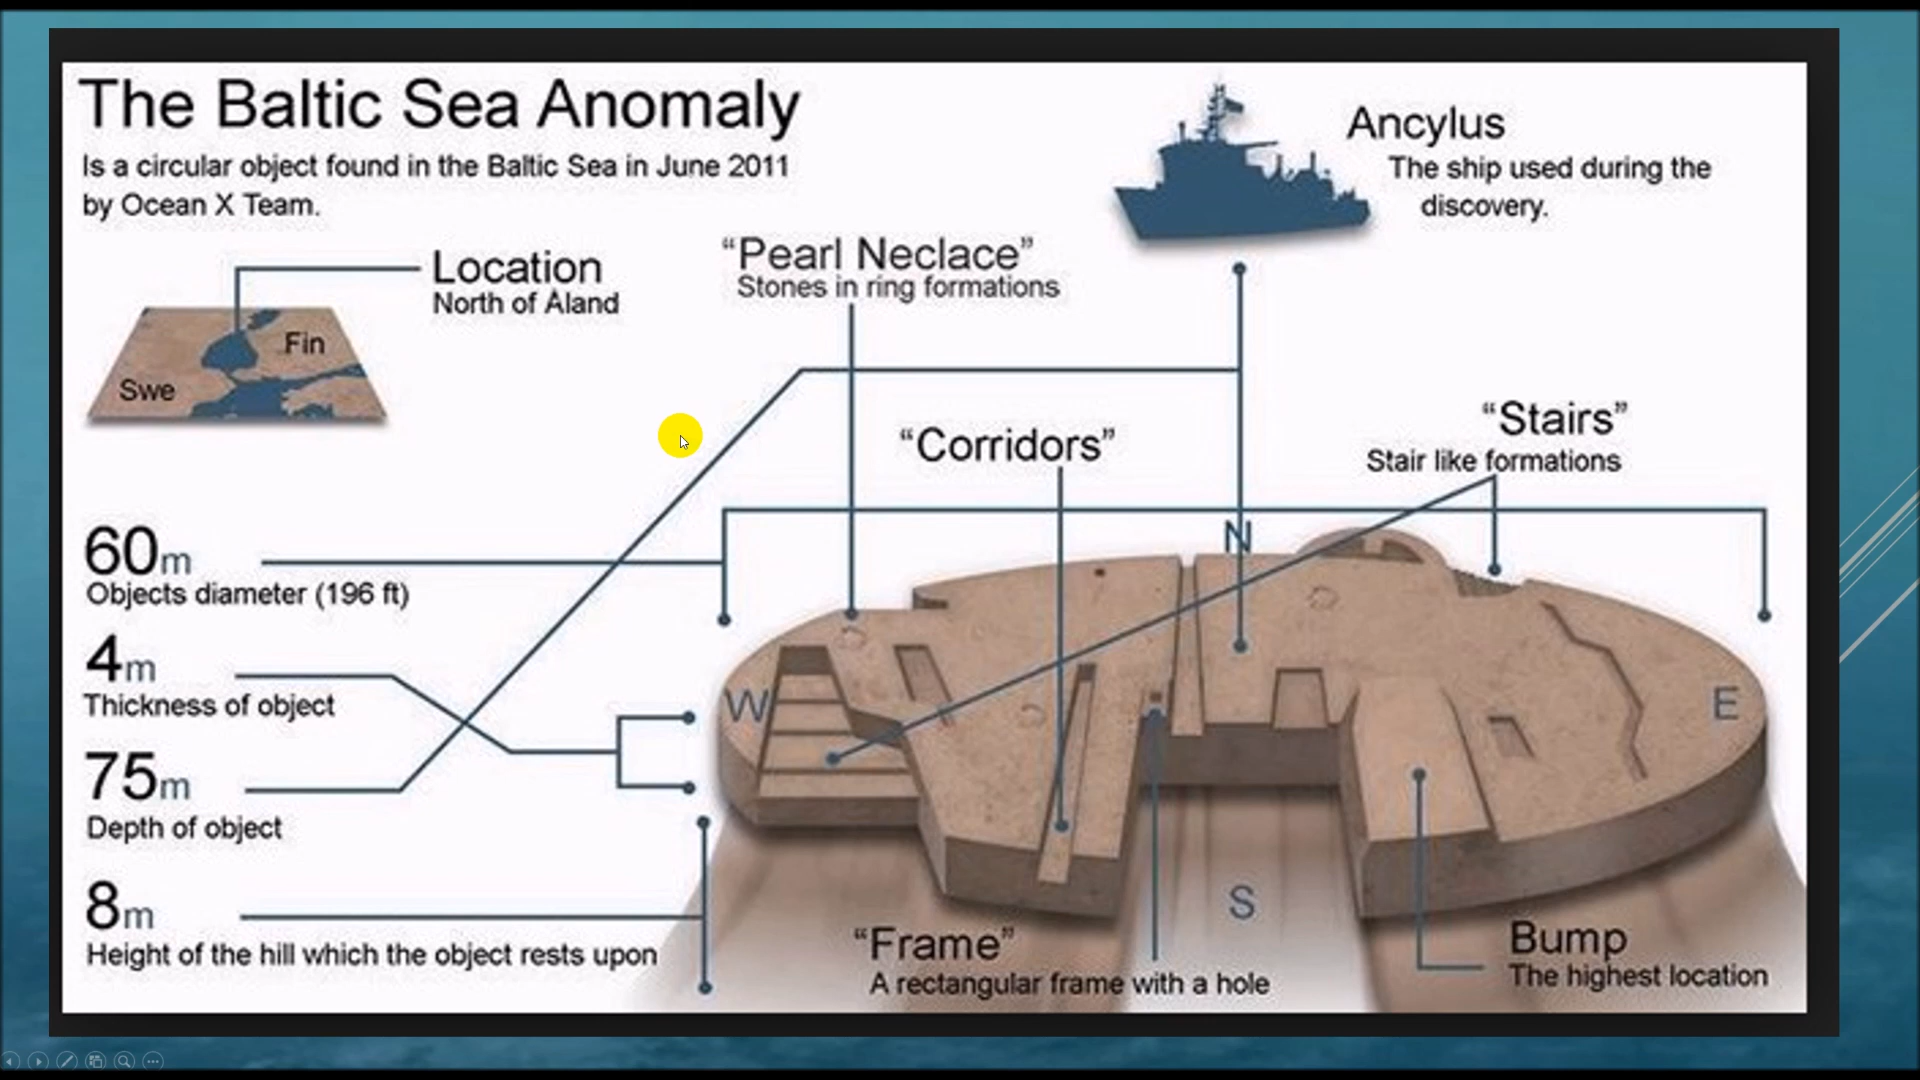 The Baltic Sea Anomaly
Is a circular object found in the Baltic Sea in June 2011
by Ocean X Team.
Ancylus
The ship used during the
discovery.
Location
North of Åland
Fin
Swe
“Pearl Neclace”
Stones in ring formations
“Corridors”
“Stairs”
Stair like formations
60m
Objects diameter (196 ft)
4m
Thickness of object
75m
Depth of object
8m
Height of the hill which the object rests upon
N
W
E
S
“Frame”
A rectangular frame with a hole
Bump
The highest location